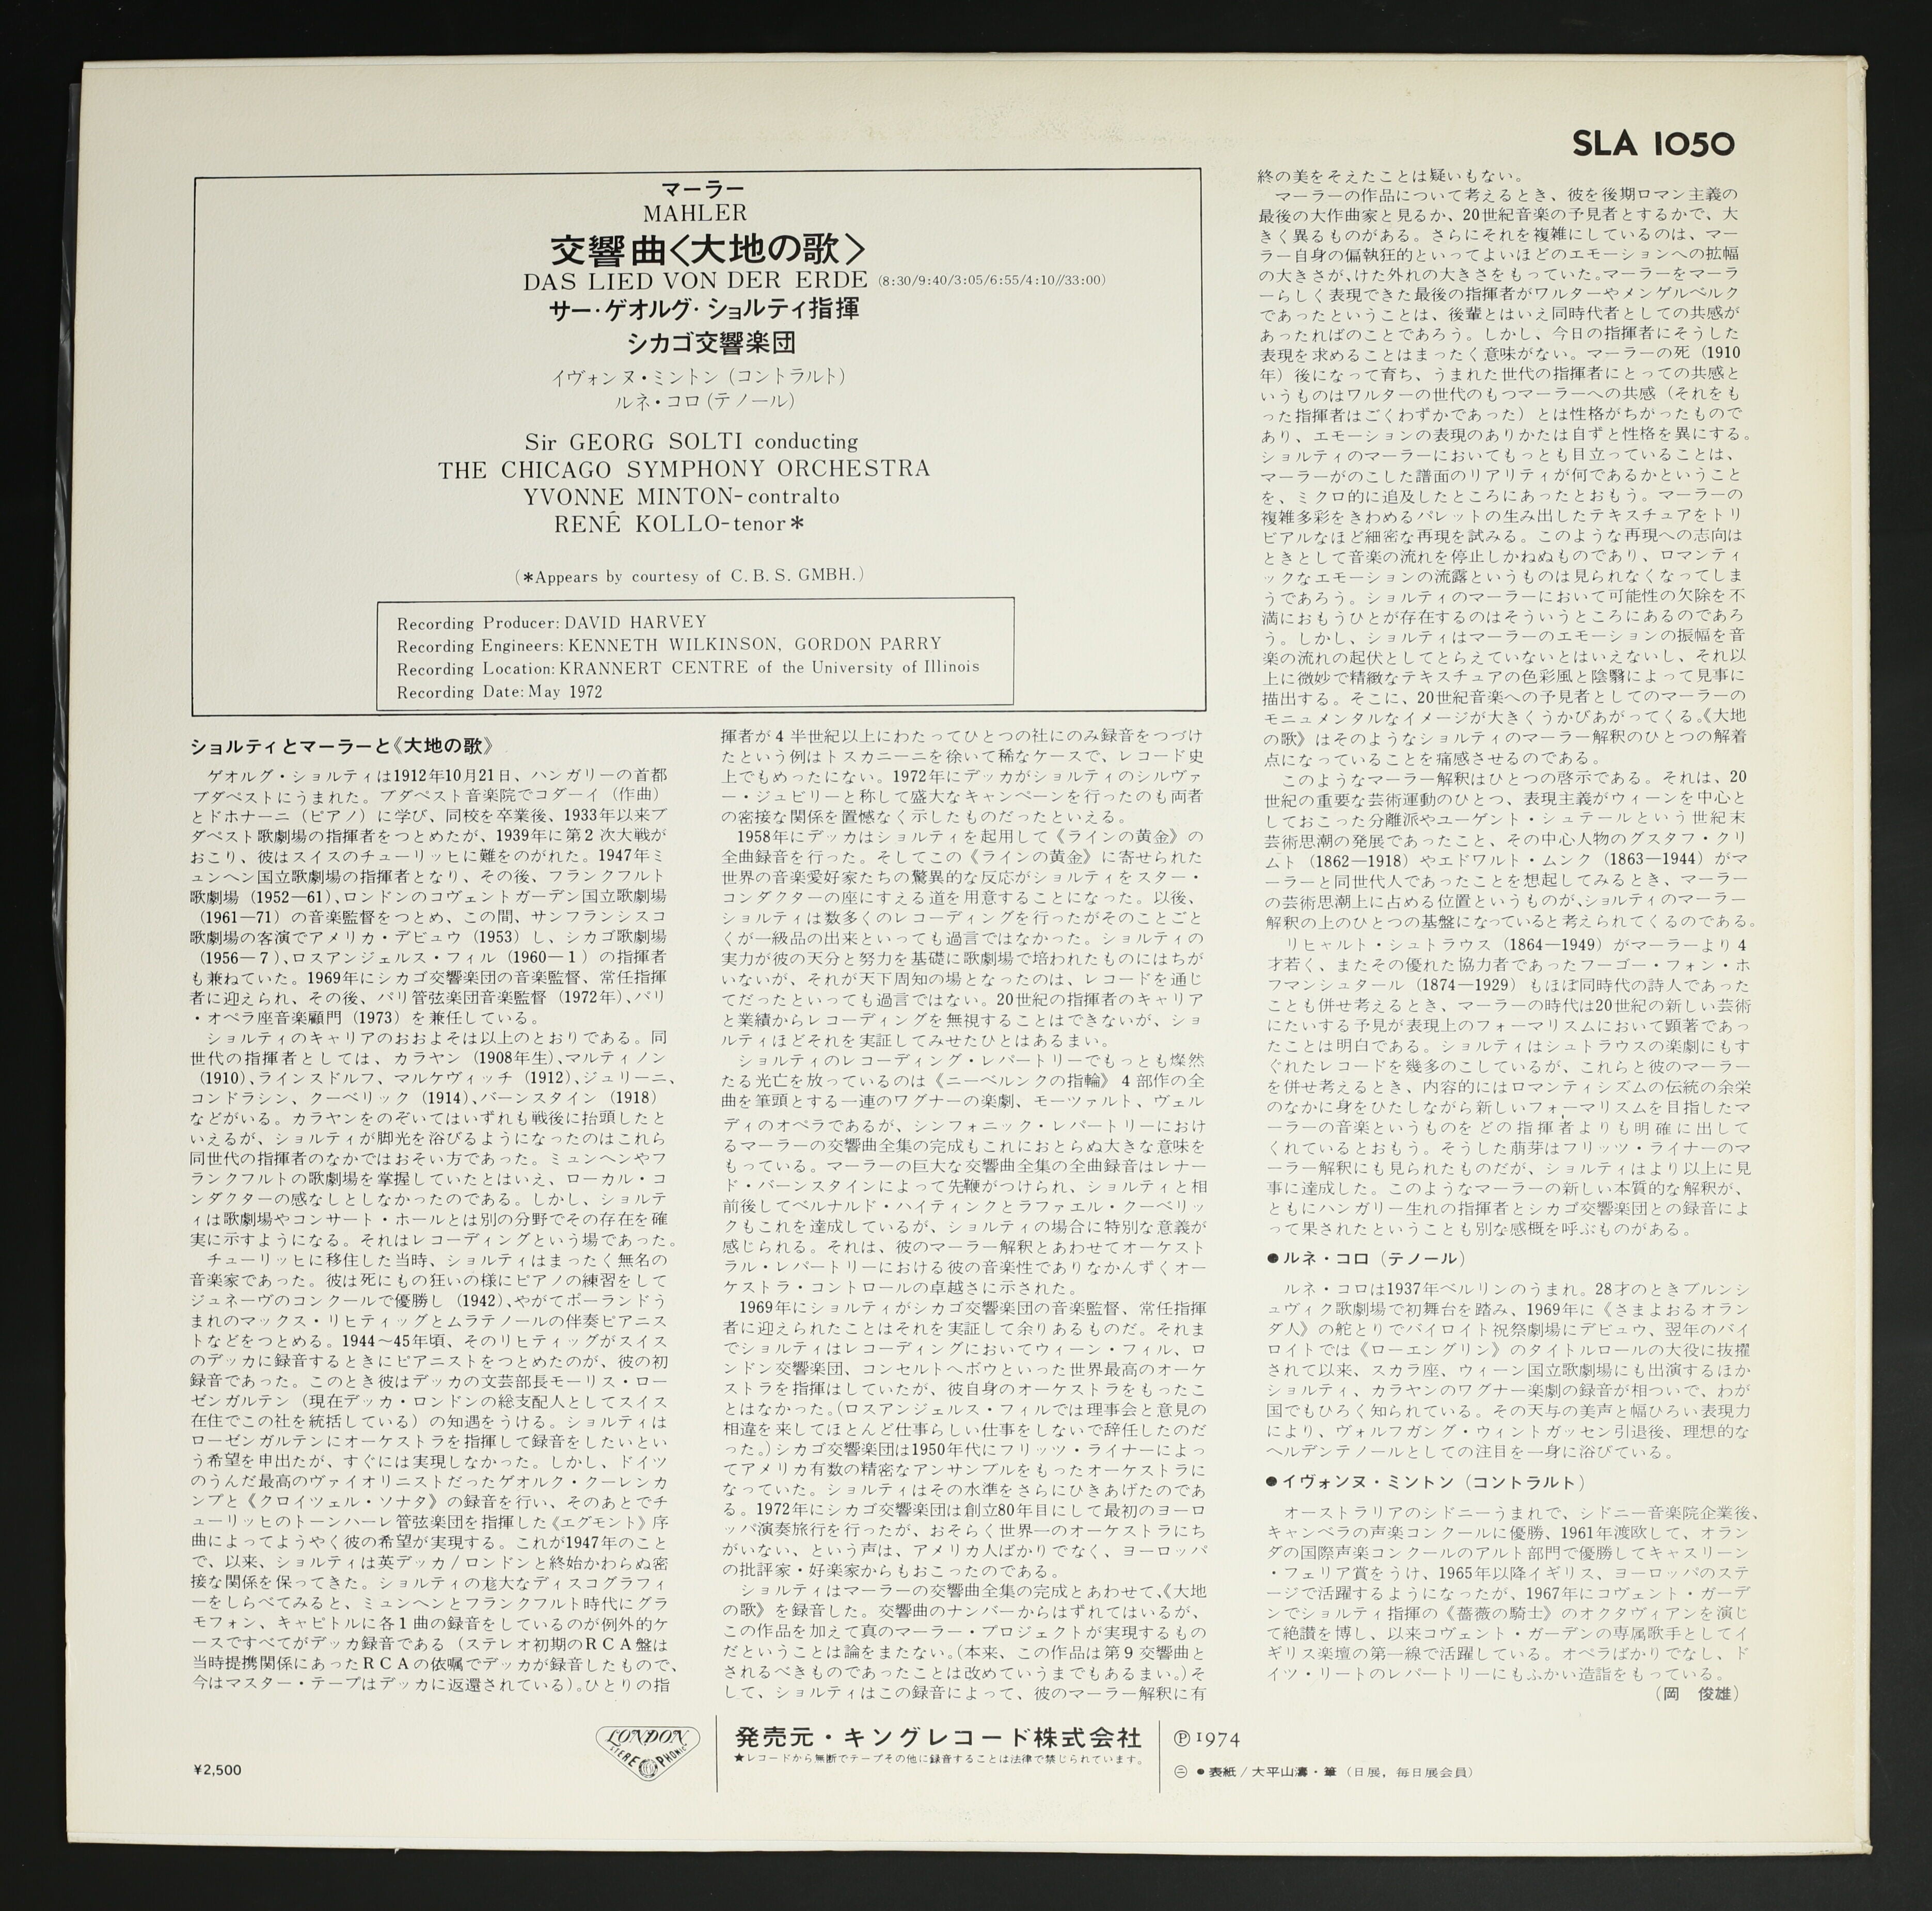 SLA 1050
マーラー
MAHLER
交響曲〈大地の歌〉
DAS LIED VON DER ERDE (8:30/9:40/3:05/6:55/4:10//33:00)
サー・ゲオルグ・ショルティ指揮
シカゴ交響楽団
イヴォンヌ・ミントン（コントラルト）
ルネ・コロ（テノール）
Sir GEORG SOLTI conducting
THE CHICAGO SYMPHONY ORCHESTRA
YVONNE MINTON-contralto
RENÉ KOLLO-tenor*
(*Appears by courtesy of C. B. S. GMBH.)
Recording Producer: DAVID HARVEY
Recording Engineers: KENNETH WILKINSON, GORDON PARRY
Recording Location: KRANNERT CENTRE of the University of Illinois
Recording Date: May 1972
ショルティとマーラーと《大地の歌》
ゲオルグ・ショルティは1912年10月21日、ハンガリーの首都
ブダペストにうまれた。ブダペスト音楽院でコダーイ（作曲）
とドホナーニ（ピアノ）に学び、同校を卒業後、1933年以来ブ
ダペスト歌劇場の指揮者をつとめたが、1939年に第2次大戦が
おこり、彼はスイスのチューリッヒに難をのがれた。1947年ミ
ュンヘン国立歌劇場の指揮者となり、その後、フランクフルト
歌劇場（1952—61）、ロンドンのコヴェントガーデン国立歌劇場
（1961—71）の音楽監督をつとめ、この間、サンフランシスコ
歌劇場の客演でアメリカ・デビュウ（1953）し、シカゴ歌劇場
（1956—7）、ロスアンジェルス・フィル（1960—1）の指揮者
も兼ねていた。1969年にシカゴ交響楽団の音楽監督、常任指揮
者に迎えられ、その後、パリ管弦楽団音楽監督（1972年）、パリ
・オペラ座音楽顧門（1973）を兼任している。
ショルティのキャリアのおおよそは以上のとおりである。同
世代の指揮者としては、カラヤン（1908年生）、マルティノン
（1910）、ラインスドルフ、マルケヴィッチ（1912）、ジュリーニ、
コンドラシン、クーベリック（1914）、バーンスタイン（1918）
などがいる。カラヤンをのぞいてはいずれも戦後に抬頭したと
いえるが、ショルティが脚光を浴びるようになったのはこれら
同世代の指揮者のなかではおそい方であった。ミュンヘンやフ
ランクフルトの歌劇場を掌握していたとはいえ、ローカル・コ
ンダクターの感なしとしなかったのである。しかし、ショルテ
ィは歌劇場やコンサート・ホールとは別の分野でその存在を確
実に示すようになる。それはレコーディングという場であった。
チューリッヒに移住した当時、ショルティはまったく無名の
音楽家であった。彼は死にもの狂いの様にピアノの練習をして
ジュネーヴのコンクールで優勝し（1942）、やがてポーランドう
まれのマックス・リヒティッグとムラテノールの伴奏ピアニス
トなどをつとめる。1944〜45年頃、そのリヒティッグがスイス
のデッカに録音するときにピアニストをつとめたのが、彼の初
録音であった。このとき彼はデッカの文芸部長モーリス・ロー
ゼンガルテン（現在デッカ・ロンドンの総支配人としてスイス
在住でこの社を統括している）の知遇をうける。ショルティは
ローゼンガルテンにオーケストラを指揮して録音をしたいとい
う希望を申出たが、すぐには実現しなかった。しかし、ドイツ
のうんだ最高のヴァイオリニストだったゲオルク・クーレンカ
ンプと《クロイツェル・ソナタ》の録音を行い、そのあとでチ
ューリッヒのトーンハーレ管弦楽団を指揮した《エグモント》序
曲によってようやく彼の希望が実現する。これが1947年のこと
で、以来、ショルティは英デッカ/ロンドンと終始かわらぬ密
接な関係を保ってきた。ショルティの尨大なディスコグラフィ
ーをしらべてみると、ミュンヘンとフランクフルト時代にグラ
モフォン、キャピトルに各1曲の録音をしているのが例外的ケ
ースですべてがデッカ録音である（ステレオ初期のRCA盤は
当時提携関係にあったRCAの依嘱でデッカが録音したもので、
今はマスター・テープはデッカに返還されている）。ひとりの指
揮者が4半世紀以上にわたってひとつの社にのみ録音をつづけ
たという例はトスカニーニを徐いて稀なケースで、レコード史
上でもめったにない。1972年にデッカがショルティのシルヴァ
ー・ジュビリーと称して盛大なキャンペーンを行ったのも両者
の密接な関係を置憾なく示したものだったといえる。
1958年にデッカはショルティを起用して《ラインの黄金》の
全曲録音を行った。そしてこの《ラインの黄金》に寄せられた
世界の音楽愛好家たちの驚異的な反応がショルティをスター・
コンダクターの座にすえる道を用意することになった。以後、
ショルティは数多くのレコーディングを行ったがそのことごと
くが一級品の出来といっても過言ではなかった。ショルティの
実力が彼の天分と努力を基礎に歌劇場で培われたものにはちが
いないが、それが天下周知の場となったのは、レコードを通じ
てだったといっても過言ではない。20世紀の指揮者のキャリア
と業績からレコーディングを無視することはできないが、ショ
ルティほどそれを実証してみせたひとはあるまい。
ショルティのレコーディング・レパートリーでもっとも燦然
たる光亡を放っているのは《ニーベルンクの指輪》4部作の全
曲を筆頭とする一連のワグナーの楽劇、モーツァルト、ヴェル
ディのオペラであるが、シンフォニック・レパートリーにおけ
るマーラーの交響曲全集の完成もこれにおとらぬ大きな意味を
もっている。マーラーの巨大な交響曲全集の全曲録音はレナー
ド・バーンスタインによって先鞭がつけられ、ショルティと相
前後してベルナルド・ハイティンクとラファエル・クーベリッ
クもこれを達成しているが、ショルティの場合に特別な意義が
感じられる。それは、彼のマーラー解釈とあわせてオーケスト
ラル・レパートリーにおける彼の音楽性でありなかんずくオー
ケストラ・コントロールの卓越さに示された。
1969年にショルティがシカゴ交響楽団の音楽監督、常任指揮
者に迎えられたことはそれを実証して余りあるものだ。それま
でショルティはレコーディングにおいてウィーン・フィル、ロ
ンドン交響楽団、コンセルトヘボウといった世界最高のオーケ
ストラを指揮はしていたが、彼自身のオーケストラをもったこ
とはなかった。（ロスアンジェルス・フィルでは理事会と意見の
相違を来してほとんど仕事らしい仕事をしないで辞任したのだ
った。）シカゴ交響楽団は1950年代にフリッツ・ライナーによっ
てアメリカ有数の精密なアンサンブルをもったオーケストラに
なっていた。ショルティはその水準をさらにひきあげたのであ
る。1972年にシカゴ交響楽団は創立80年目にして最初のヨーロ
ッパ演奏旅行を行ったが、おそらく世界一のオーケストラにち
がいない、という声は、アメリカ人ばかりでなく、ヨーロッパ
の批評家・好楽家からもおこったのである。
ショルティはマーラーの交響曲全集の完成とあわせて、《大地
の歌》を録音した。交響曲のナンバーからはずれてはいるが、
この作品を加えて真のマーラー・プロジェクトが実現するもの
だということは論をまたない。（本来、この作品は第9交響曲と
されるべきものであったことは改めていうまでもあるまい。）そ
して、ショルティはこの録音によって、彼のマーラー解釈に有
終の美をそえたことは疑いもない。
マーラーの作品について考えるとき、彼を後期ロマン主義の
最後の大作曲家と見るか、20世紀音楽の予見者とするかで、大
きく異るものがある。さらにそれを複雑にしているのは、マー
ラー自身の偏執狂的といってよいほどのエモーションへの拡幅
の大きさが、けた外れの大きさをもっていた。マーラーをマーラ
ーらしく表現できた最後の指揮者がワルターやメンゲルベルク
であったということは、後輩とはいえ同時代者としての共感が
あったればのことであろう。しかし、今日の指揮者にそうした
表現を求めることはまったく意味がない。マーラーの死（1910
年）後になって育ち、うまれた世代の指揮者にとっての共感と
いうものはワルターの世代のもつマーラーへの共感（それをも
った指揮者はごくわずかであった）とは性格がちがったもので
あり、エモーションの表現のありかたは自ずと性格を異にする。
ショルティのマーラーにおいてもっとも目立っていることは、
マーラーがのこした譜面のリアリティが何であるかということ
を、ミクロ的に追及したところにあったとおもう。マーラーの
複雑多彩をきわめるパレットの生み出したテキスチュアをトリ
ビアルなほど細密な再現を試みる。このような再現への志向は
ときとして音楽の流れを停止しかねぬものであり、ロマンティ
ックなエモーションの流露というものは見られなくなってしま
うであろう。ショルティのマーラーにおいて可能性の欠除を不
満におもうひとが存在するのはそういうところにあるのであろ
う。しかし、ショルティはマーラーのエモーションの振幅を音
楽の流れの起伏としてとらえていないとはいえないし、それ以
上に微妙で精緻なテキスチュアの色彩風と陰翳によって見事に
描出する。そこに、20世紀音楽への予見者としてのマーラーの
モニュメンタルなイメージが大きくうかびあがってくる。《大地
の歌》はそのようなショルティのマーラー解釈のひとつの解着
点になっていることを痛感させるのである。
このようなマーラー解釈はひとつの啓示である。それは、20
世紀の重要な芸術運動のひとつ、表現主義がウィーンを中心と
しておこった分離派やユーゲント・シュテールという世紀末
芸術思潮の発展であったこと、その中心人物のグスタフ・クリ
ムト（1862—1918）やエドワルト・ムンク（1863—1944）がマ
ーラーと同世代人であったことを想起してみるとき、マーラー
の芸術思潮上に占める位置というものが、ショルティのマーラー
解釈の上のひとつの基盤になっていると考えられてくるのである。
リヒャルト・シュトラウス（1864—1949）がマーラーより4
才若く、またその優れた協力者であったフーゴー・フォン・ホ
フマンシュタール（1874—1929）もほぼ同時代の詩人であった
ことも併せ考えるとき、マーラーの時代は20世紀の新しい芸術
にたいする予見が表現上のフォーマリスムにおいて顕著であっ
たことは明白である。ショルティはシュトラウスの楽劇にもす
ぐれたレコードを幾多のこしているが、これらと彼のマーラー
を併せ考えるとき、内容的にはロマンティシズムの伝統の余栄
のなかに身をひたしながら新しいフォーマリスムを目指したマ
ーラーの音楽というものをどの指揮者よりも明確に出して
くれているとおもう。そうした萠芽はフリッツ・ライナーのマ
ーラー解釈にも見られたものだが、ショルティはより以上に見
事に達成した。このようなマーラーの新しい本質的な解釈が、
ともにハンガリー生れの指揮者とシカゴ交響楽団との録音によ
って果されたということも別な感概を呼ぶものがある。
●ルネ・コロ（テノール）
ルネ・コロは1937年ベルリンのうまれ。28才のときブルンシ
ュヴィク歌劇場で初舞台を踏み、1969年に《さまよおるオラン
ダ人》の舵とりでバイロイト祝祭劇場にデビュウ、翌年のバイ
ロイトでは《ローエングリン》のタイトルロールの大役に抜擢
されて以来、スカラ座、ウィーン国立歌劇場にも出演するほか
ショルティ、カラヤンのワグナー楽劇の録音が相ついで、わが
国でもひろく知られている。その天与の美声と幅ひろい表現力
により、ヴォルフガング・ウィントガッセン引退後、理想的な
ヘルデンテノールとしての注目を一身に浴びている。
●イヴォンヌ・ミントン（コントラルト）
オーストラリアのシドニーうまれで、シドニー音楽院企業後、
キャンベラの声楽コンクールに優勝、1961年渡欧して、オラン
ダの国際声楽コンクールのアルト部門で優勝してキャスリーン
・フェリア賞をうけ、1965年以降イギリス、ヨーロッパのステ
ージで活躍するようになったが、1967年にコヴェント・ガーデ
ンでショルティ指揮の《薔薇の騎士》のオクタヴィアンを演じ
て絶讃を博し、以来コヴェント・ガーデンの専属歌手としてイ
ギリス楽壇の第一線で活躍している。オペラばかりでなし、ド
イツ・リートのレパートリーにもふかい造詣をもっている。
（岡　俊雄）
¥2,500
LONDON
STEREOPHONIC
発売元・キングレコード株式会社
★レコードから無断でテープその他に録音することは法律で禁じられています。
Ⓟ1974
㊁ ●表紙/大平山濤・筆（日展，毎日展会員）